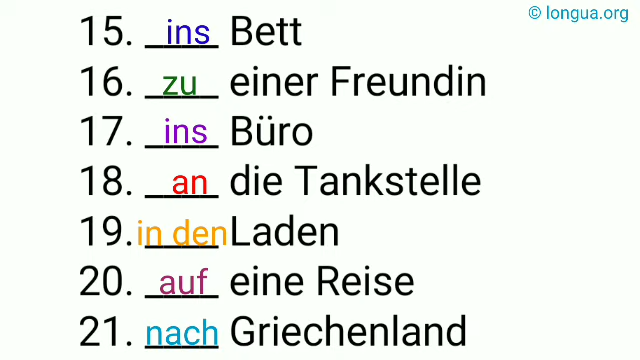 © longua.org
15. ins Bett
16. zu einer Freundin
17. ins Büro
18. an die Tankstelle
19. in den Laden
20. auf eine Reise
21. nach Griechenland